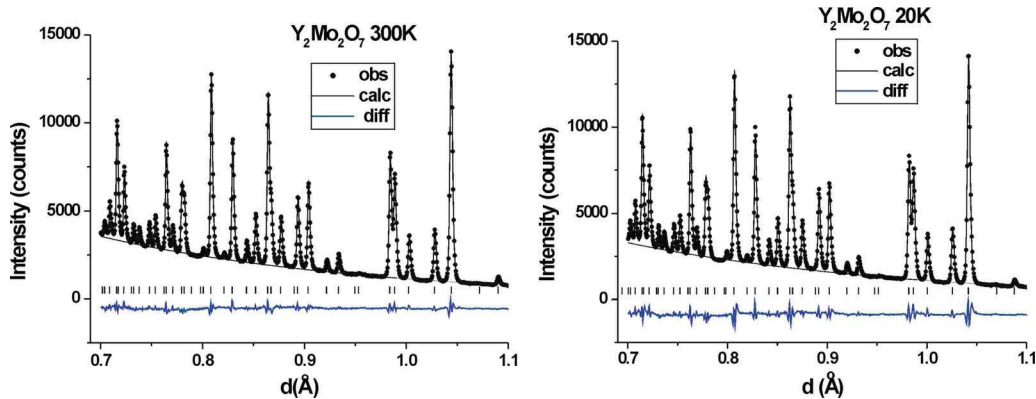 Y₂Mo₂O₇ 300K
15000
10000
5000
0
Intensity (counts)
obs
calc
diff
0.7 0.8 0.9 1.0 1.1
d(Å)
Y₂Mo₂O₇ 20K
15000
10000
5000
0
Intensity (counts)
obs
calc
diff
0.7 0.8 0.9 1.0 1.1
d (Å)